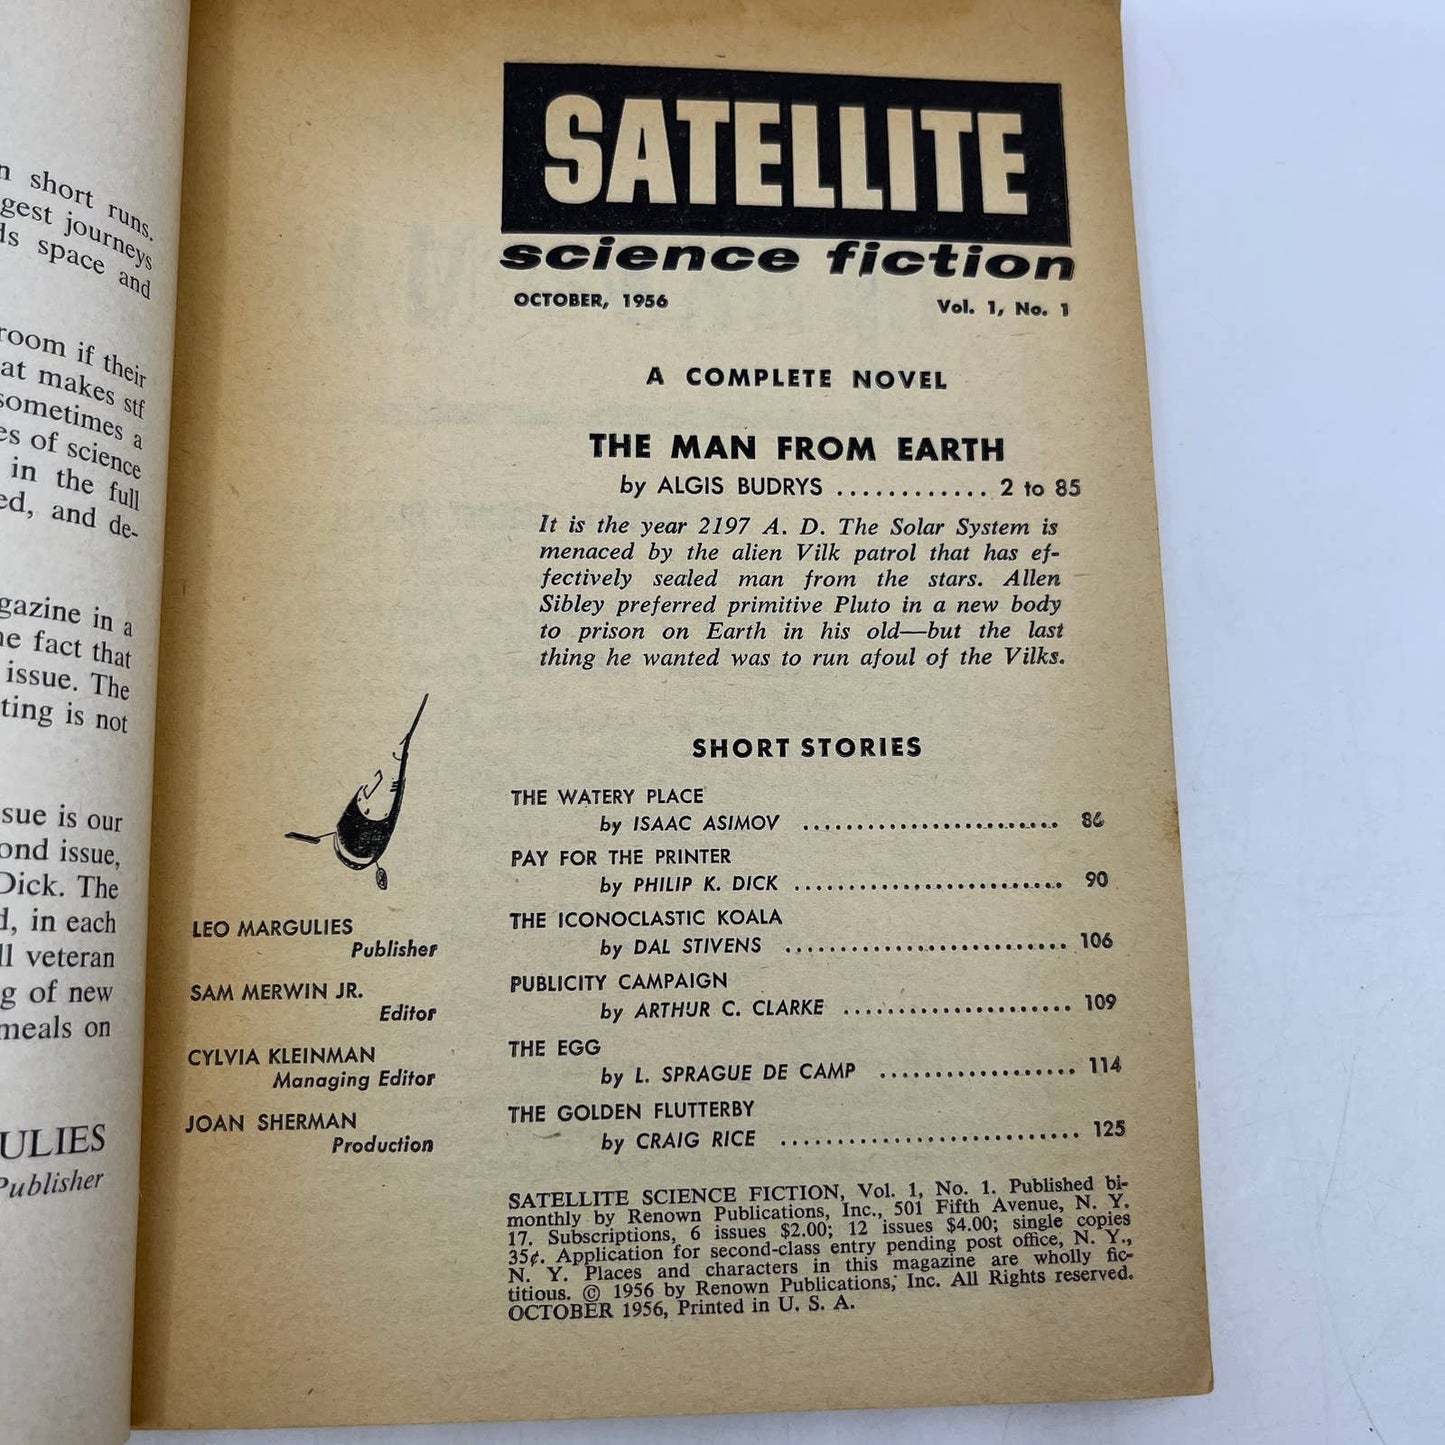 n short runs.
gest journeys
ds space and
room if their
at makes stf
sometimes a
es of science
in the full
ed, and de-
gazine in a
ne fact that
issue. The
ting is not
sue is our
ond issue,
Dick. The
d, in each
ll veteran
g of new
meals on
ULIES
Publisher
SATELLITE
science fiction
OCTOBER, 1956 Vol. 1, No. 1
A COMPLETE NOVEL
THE MAN FROM EARTH
by ALGIS BUDRYS ............ 2 to 85
It is the year 2197 A. D. The Solar System is
menaced by the alien Vilk patrol that has ef-
fectively sealed man from the stars. Allen
Sibley preferred primitive Pluto in a new body
to prison on Earth in his old—but the last
thing he wanted was to run afoul of the Vilks.
SHORT STORIES
THE WATERY PLACE
by ISAAC ASIMOV ........................ 86
PAY FOR THE PRINTER
by PHILIP K. DICK ......................... 90
THE ICONOCLASTIC KOALA
by DAL STIVENS .......................... 106
PUBLICITY CAMPAIGN
by ARTHUR C. CLARKE ..................... 109
THE EGG
by L. SPRAGUE DE CAMP .................. 114
THE GOLDEN FLUTTERBY
by CRAIG RICE ........................... 125
LEO MARGULIES
Publisher
SAM MERWIN JR.
Editor
CYLVIA KLEINMAN
Managing Editor
JOAN SHERMAN
Production
SATELLITE SCIENCE FICTION, Vol. 1, No. 1. Published bi-
monthly by Renown Publications, Inc., 501 Fifth Avenue, N. Y.
17. Subscriptions, 6 issues $2.00; 12 issues $4.00; single copies
35¢. Application for second-class entry pending post office, N. Y.,
N. Y. Places and characters in this magazine are wholly fic-
titious. © 1956 by Renown Publications, Inc. All Rights reserved.
OCTOBER 1956, Printed in U. S. A.